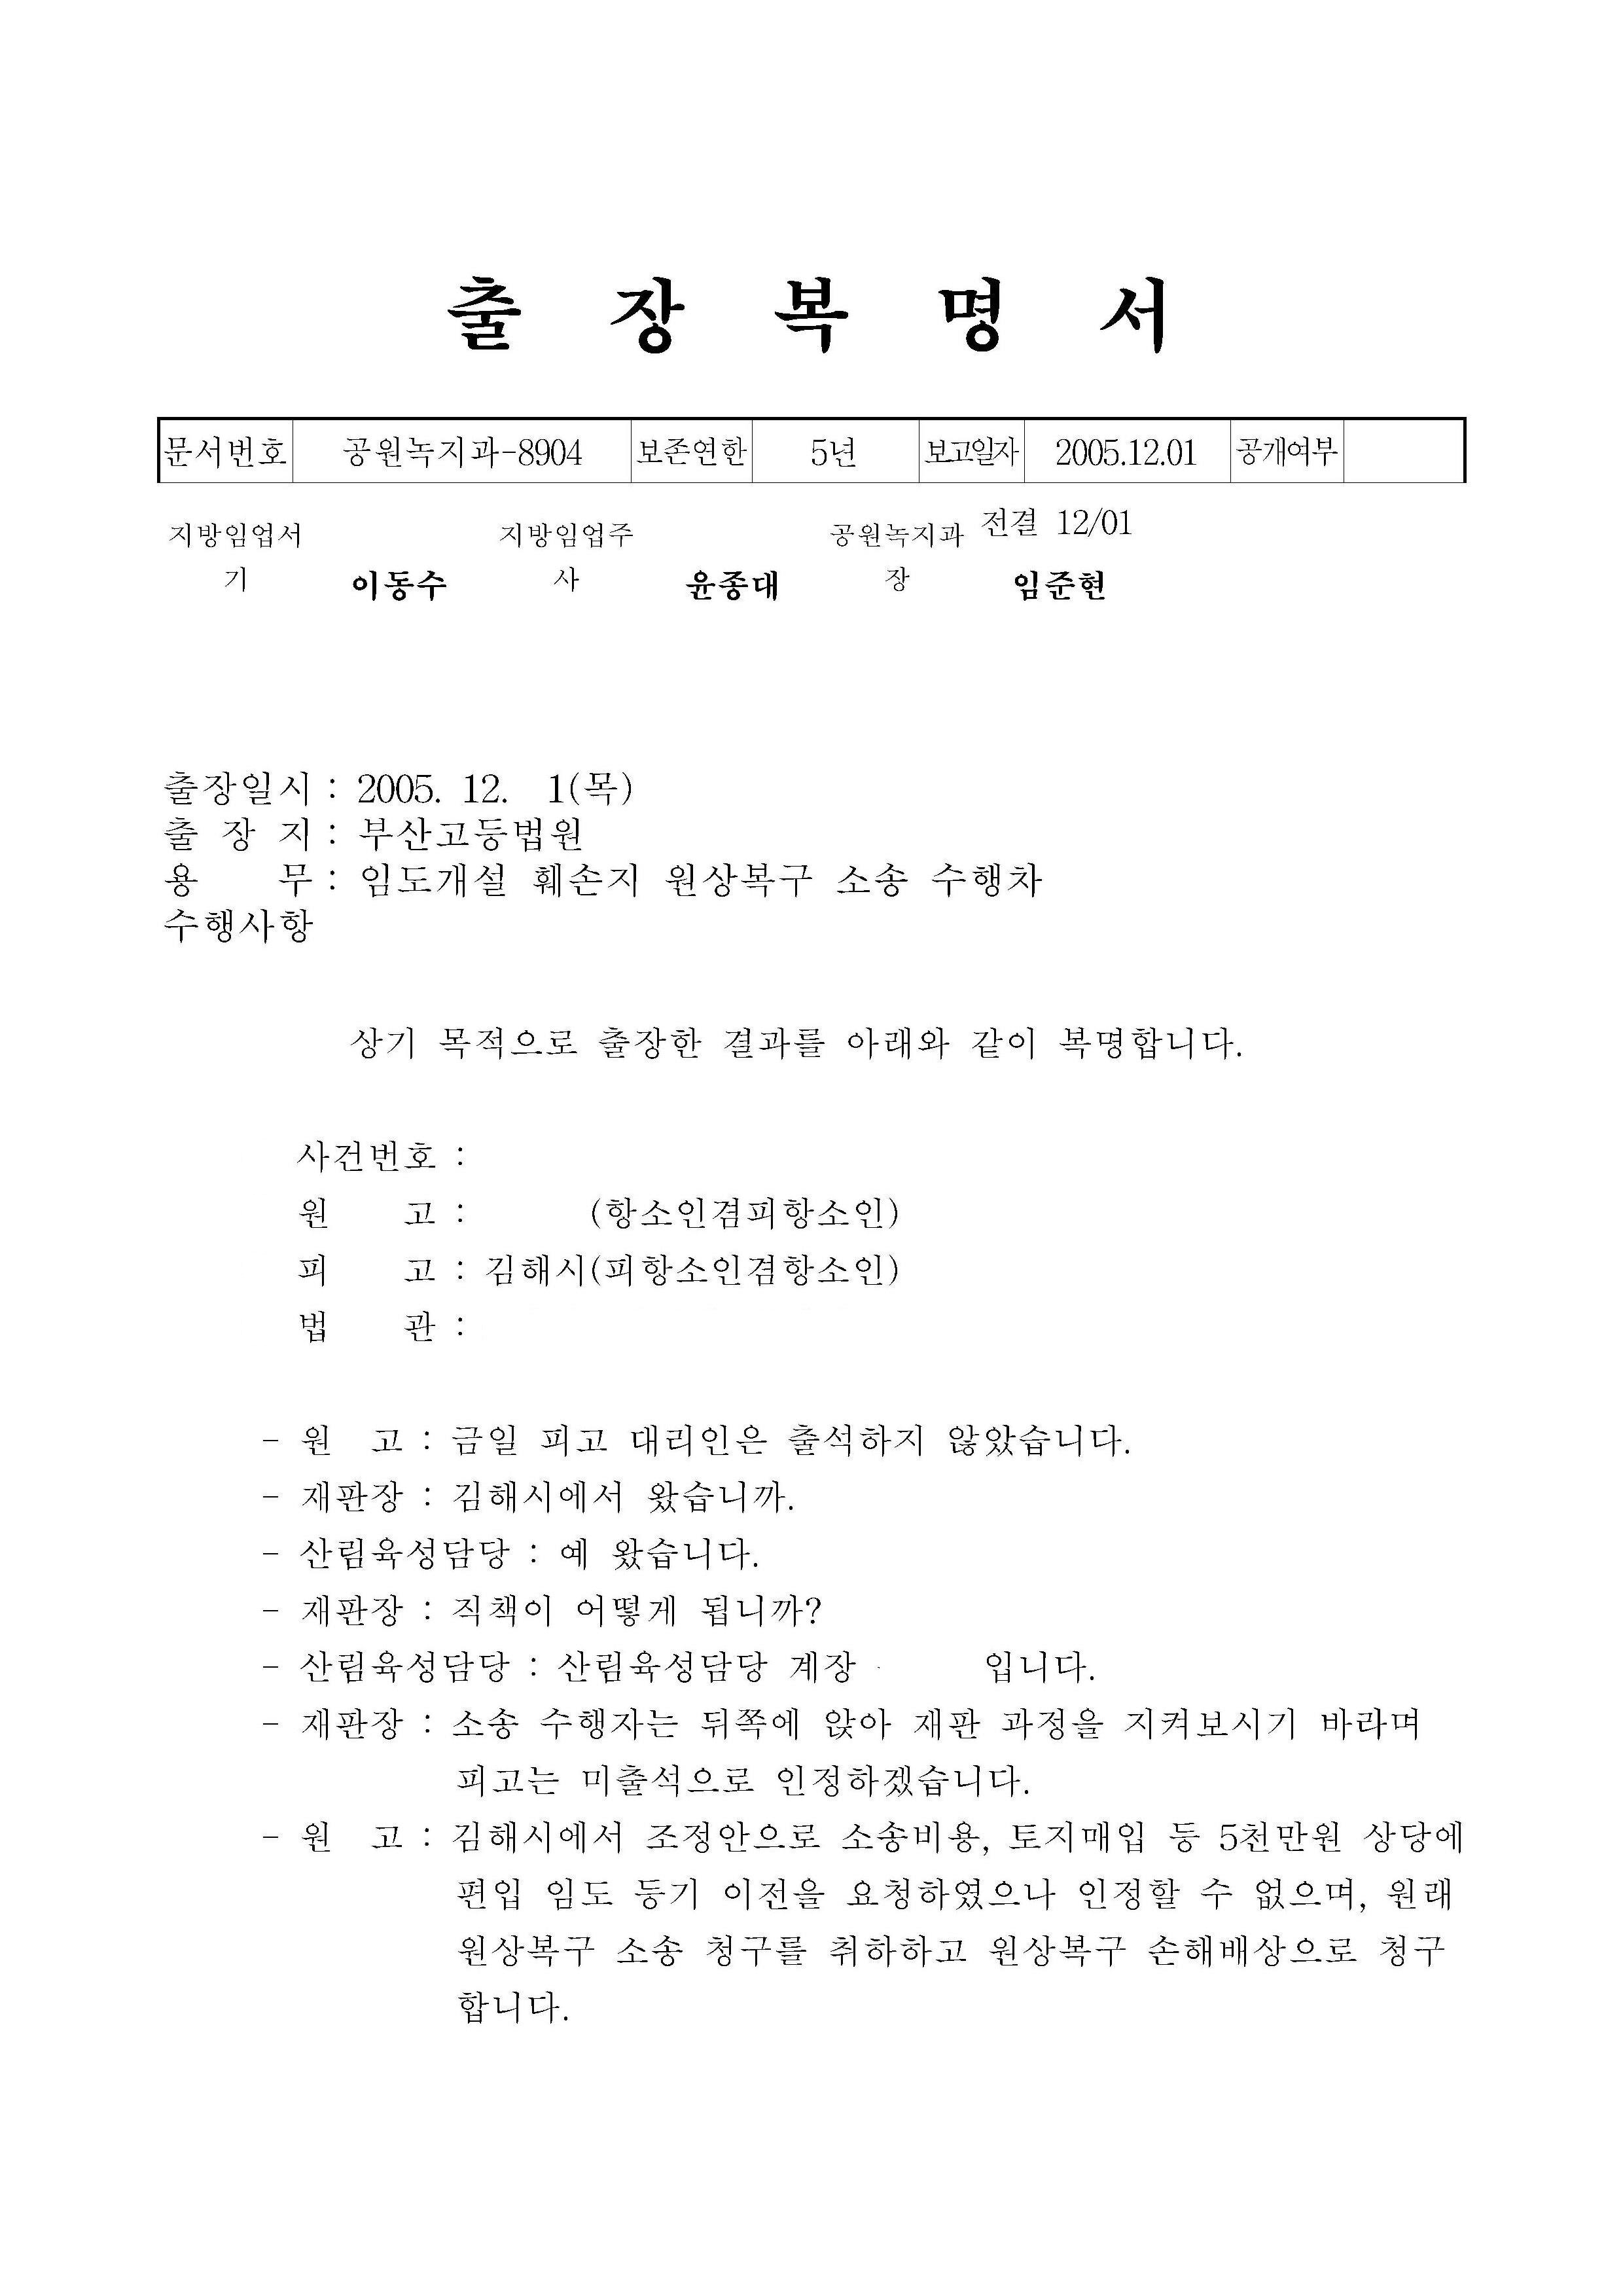 출 장 복 명 서
문서번호 공원녹지과-8904 보존연한 5년 보고일자 2005.12.01 공개여부
지방임업서 지방임업주 공원녹지과 전결 12/01
기 이동수 사 윤종대 장 임준현
출장일시 : 2005. 12. 1(목)
출 장 지 : 부산고등법원
용 무 : 임도개설 훼손지 원상복구 소송 수행차
수행사항
상기 목적으로 출장한 결과를 아래와 같이 복명합니다.
사건번호 :
원 고 : (항소인겸피항소인)
피 고 : 김해시(피항소인겸항소인)
법 관 :
- 원 고 : 금일 피고 대리인은 출석하지 않았습니다.
- 재판장 : 김해시에서 왔습니까.
- 산림육성담당 : 예 왔습니다.
- 재판장 : 직책이 어떻게 됩니까?
- 산림육성담당 : 산림육성담당 계장 입니다.
- 재판장 : 소송 수행자는 뒤쪽에 앉아 재판 과정을 지켜보시기 바라며
피고는 미출석으로 인정하겠습니다.
- 원 고 : 김해시에서 조정안으로 소송비용, 토지매입 등 5천만원 상당에
편입 임도 등기 이전을 요청하였으나 인정할 수 없으며, 원래
원상복구 소송 청구를 취하하고 원상복구 손해배상으로 청구
합니다.